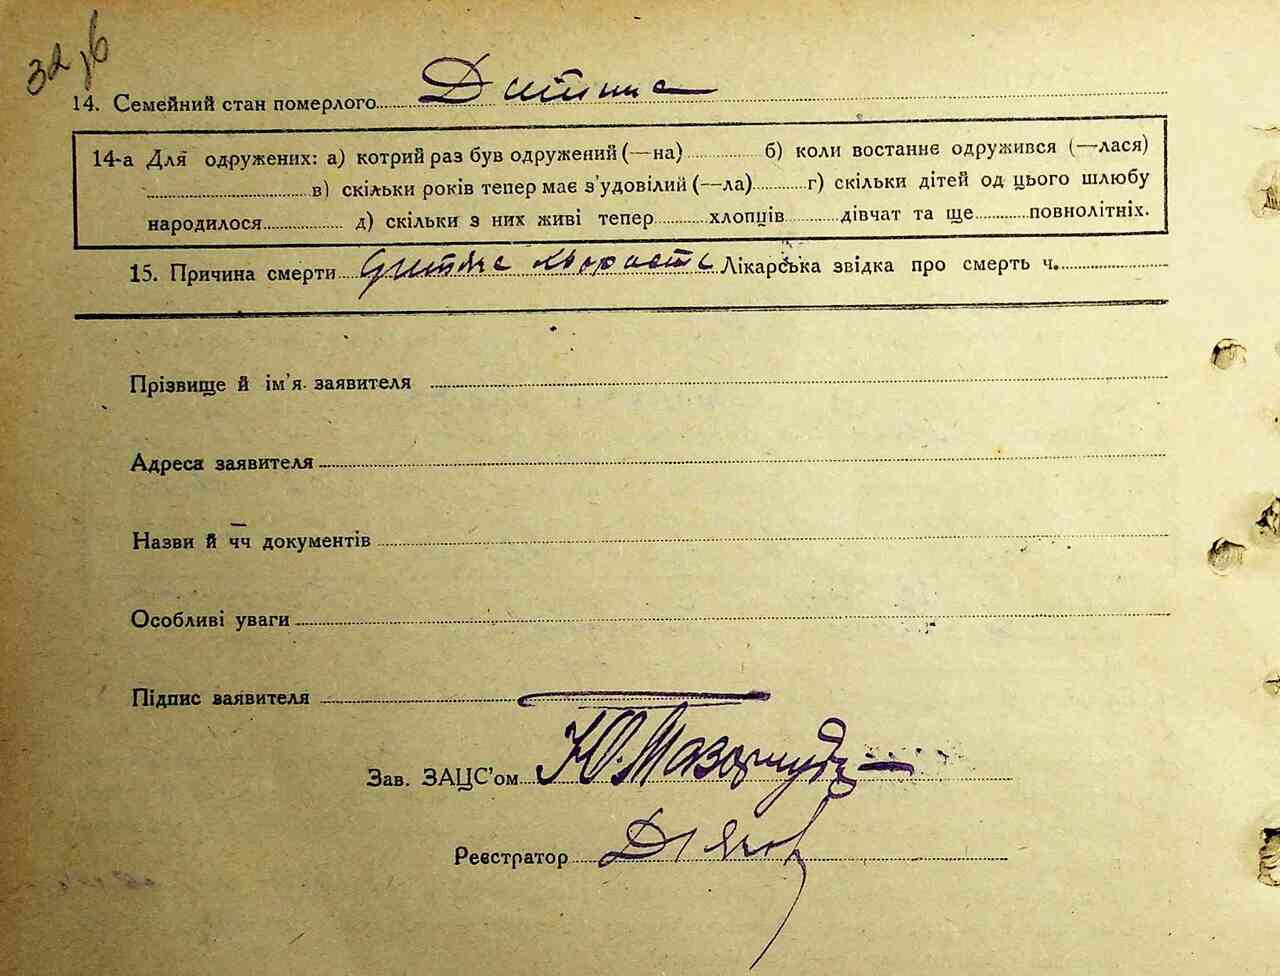 32
14. Семейний стан померлого Дитина
14-а Для одружених: а) котрий раз був одружений (—на) б) коли востаннє одружився (—лася)
в) скільки років тепер має з'удовілий (—ла) г) скільки дітей од цього шлюбу
народилося д) скільки з них живі тепер хлопців дівчат та ще повнолітніх.
15. Причина смерти Дитяча Лікарська звідка про смерть ч.
Прізвище й ім'я заявителя
Адреса заявителя
Назви й чч документів
Особливі уваги
Підпис заявителя
Зав. ЗАЦС'ом Ю.
Реєстратор